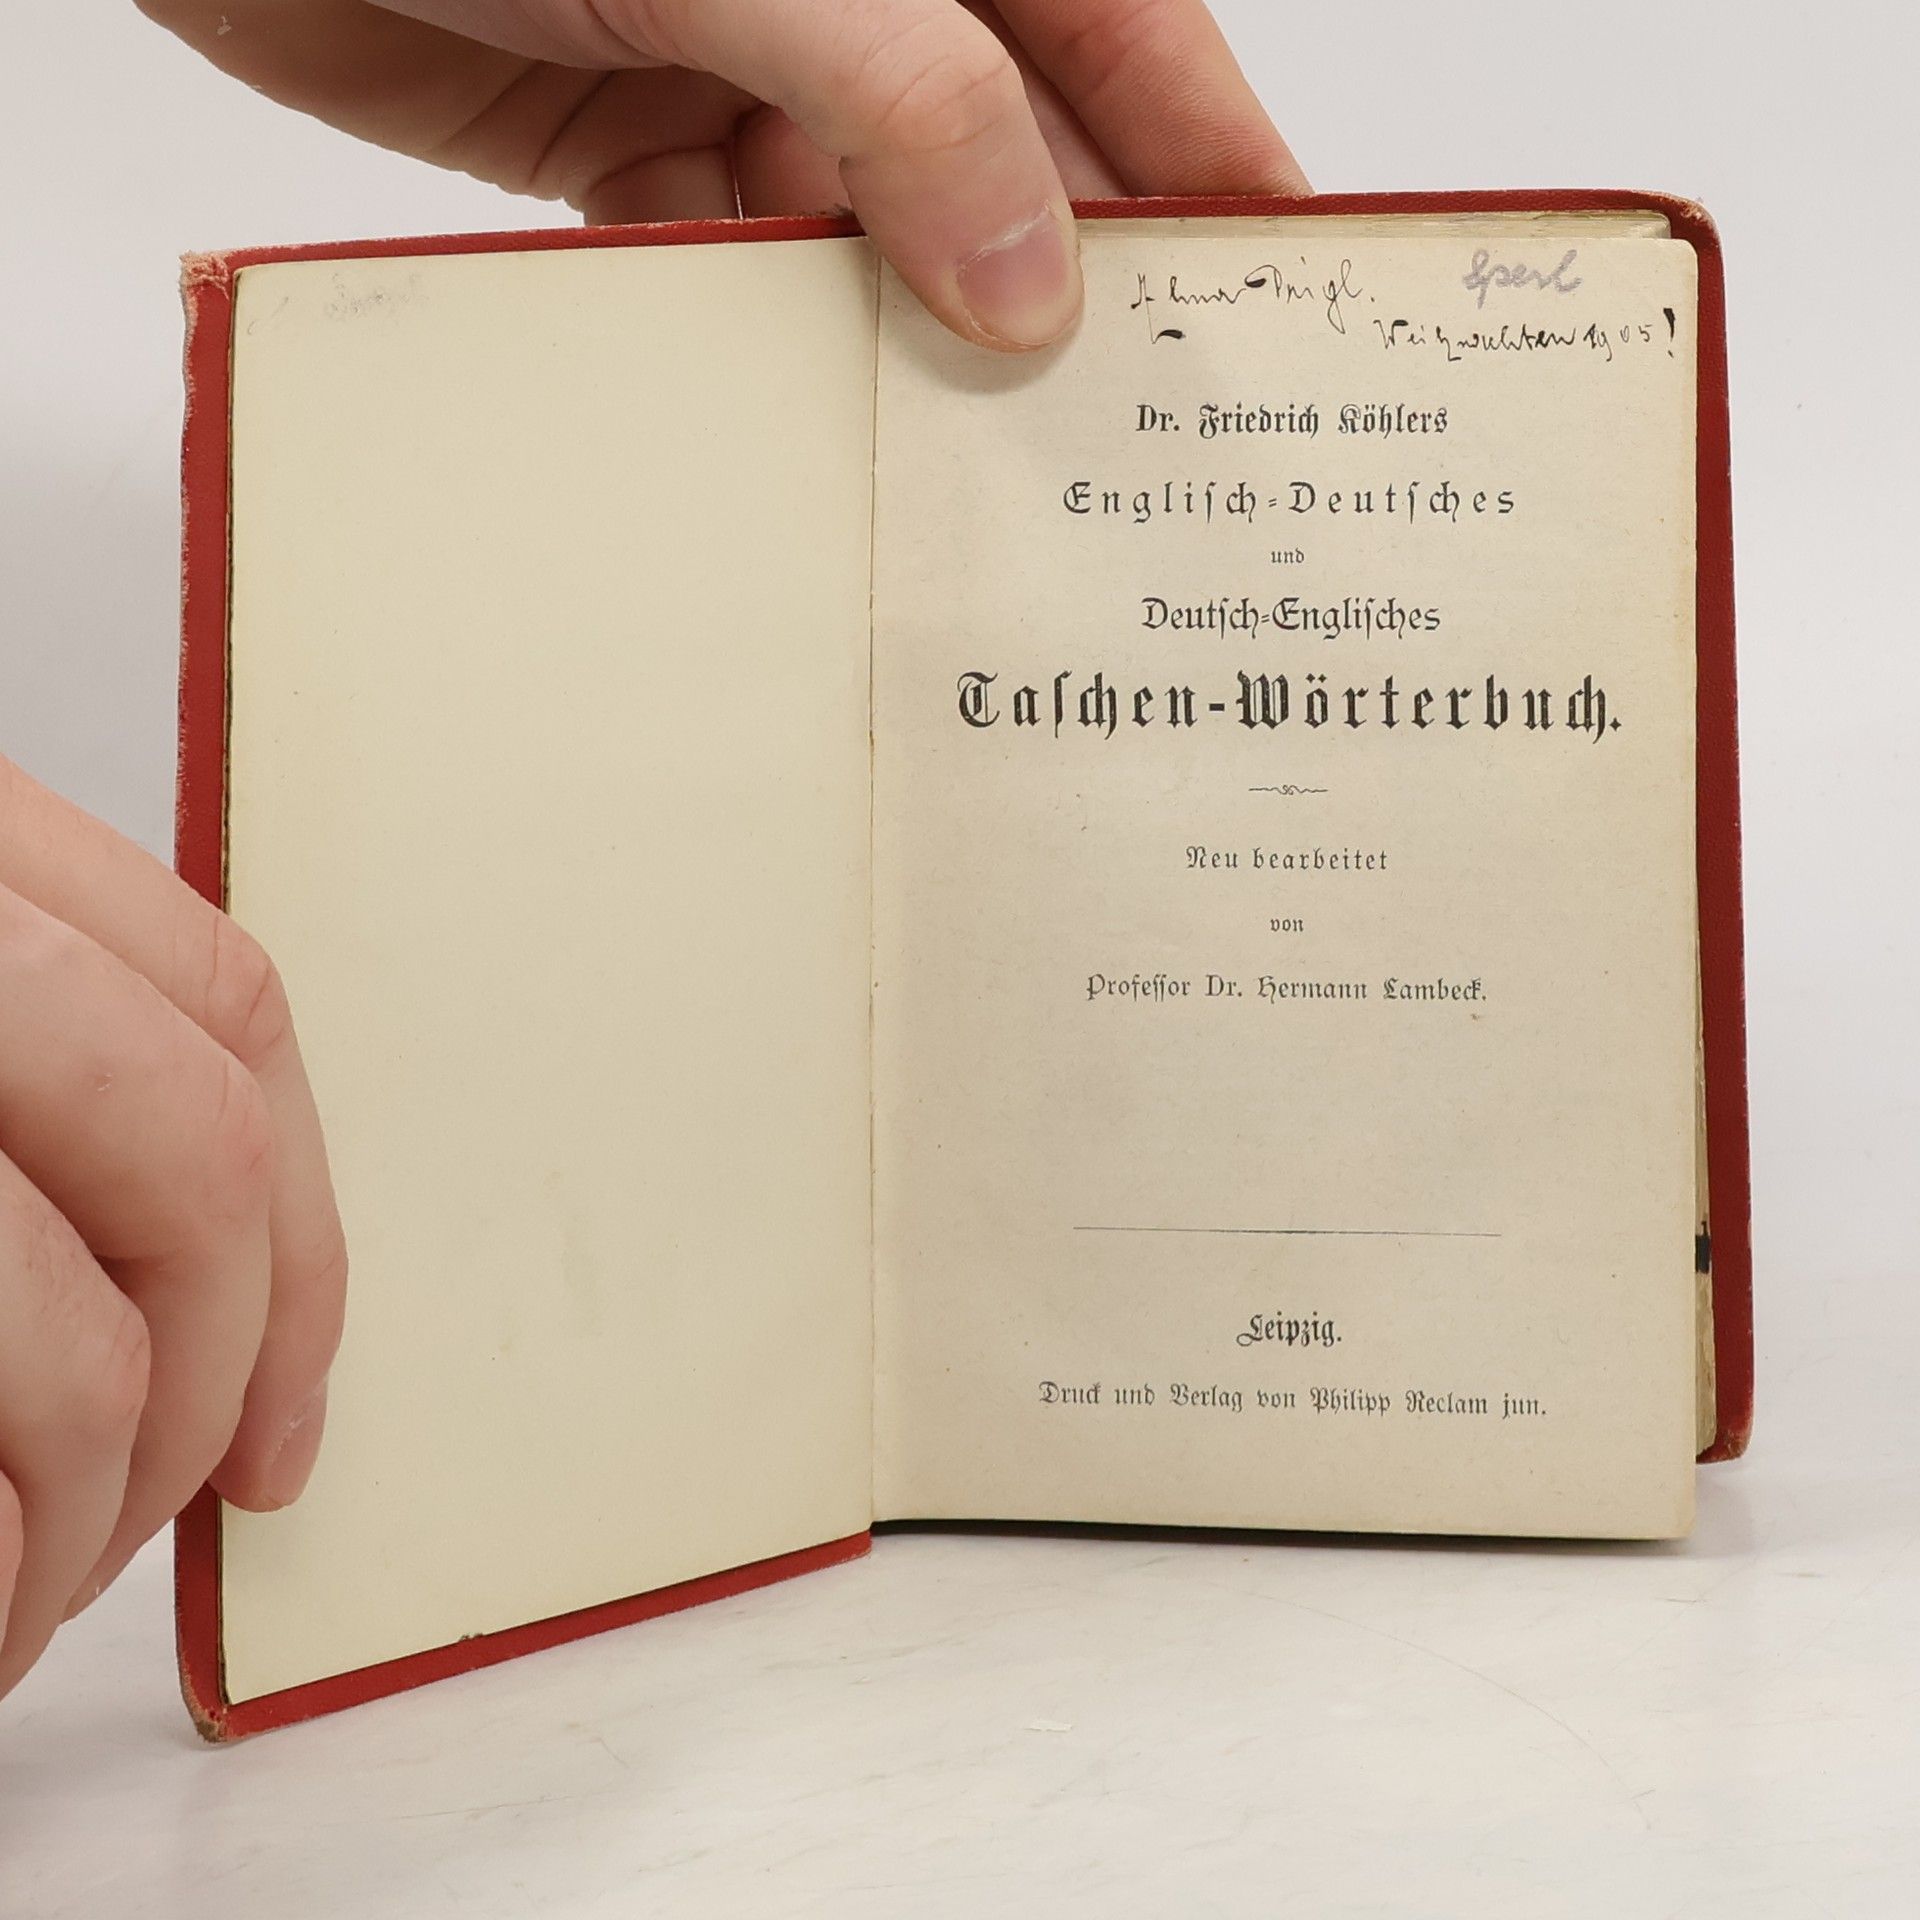 Weihnachten 1905!
Dr. Friedrich Köhlers
Engliſch-Deutſches
und
Deutſch-Engliſches
Taſchen-Wörterbuch.
Neu bearbeitet
von
Profeſſor Dr. Hermann Lambeck.
Leipzig.
Druck und Verlag von Philipp Reclam jun.